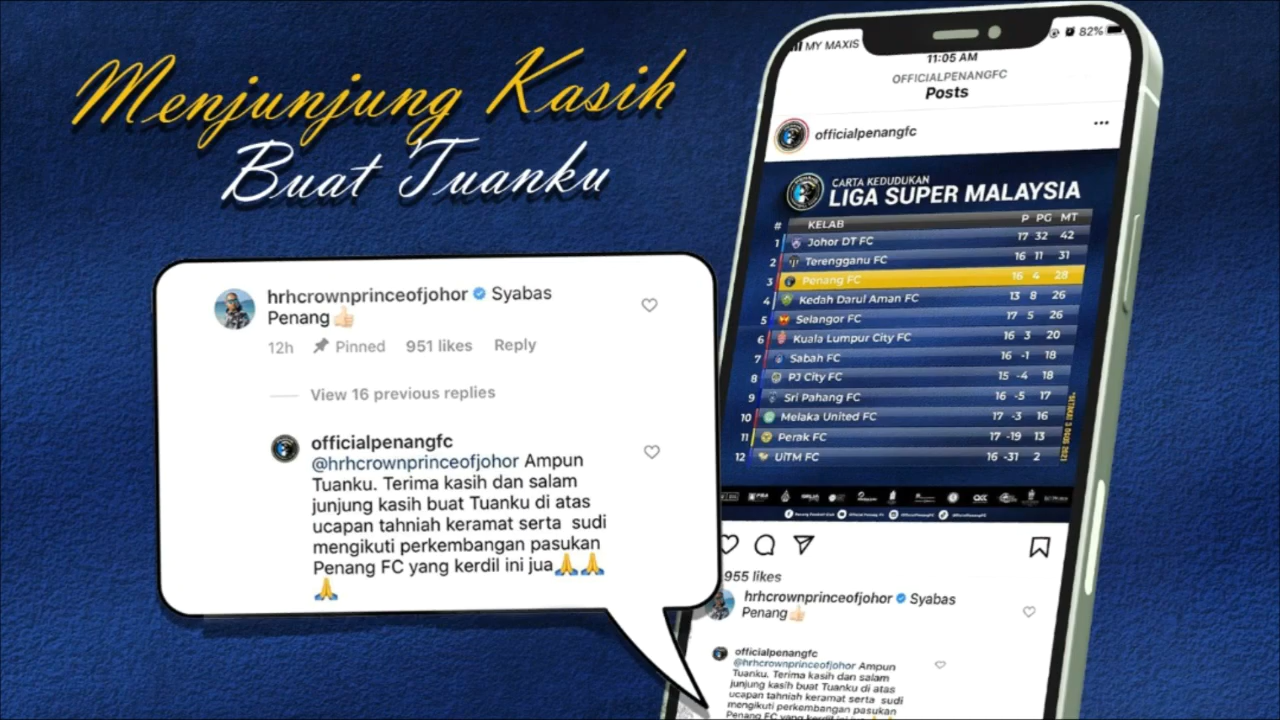 Menjunjung Kasih
Buat Tuanku
hrhcrownprinceofjohor Syabas
Penang👍🏻
12h Pinned 951 likes Reply
View 16 previous replies
officialpenangfc
@hrhcrownprinceofjohor Ampun
Tuanku. Terima kasih dan salam
junjung kasih buat Tuanku di atas
ucapan tahniah keramat serta sudi
mengikuti perkembangan pasukan
Penang FC yang kerdil ini jua🙏🙏
🙏
MY MAXIS 82%
11:05 AM
OFFICIALPENANGFC
Posts
officialpenangfc
CARTA KEDUDUKAN
LIGA SUPER MALAYSIA
# KELAB P PG MT
1 Johor DT FC 17 32 42
2 Terengganu FC 16 11 31
3 Penang FC 16 4 28
4 Kedah Darul Aman FC 13 8 26
5 Selangor FC 17 5 26
6 Kuala Lumpur City FC 16 3 20
7 Sabah FC 16 -1 18
8 PJ City FC 15 -4 18
9 Sri Pahang FC 16 -5 17
10 Melaka United FC 17 -3 16
11 Perak FC 17 -19 13
12 UiTM FC 16 -31 2
955 likes
hrhcrownprinceofjohor Syabas
Penang👍🏻
officialpenangfc
@hrhcrownprinceofjohor Ampun
Tuanku. Terima kasih dan salam
junjung kasih buat Tuanku di atas
ucapan tahniah keramat serta sudi
mengikuti perkembangan pasukan
Penang FC yang kerdil ini jua